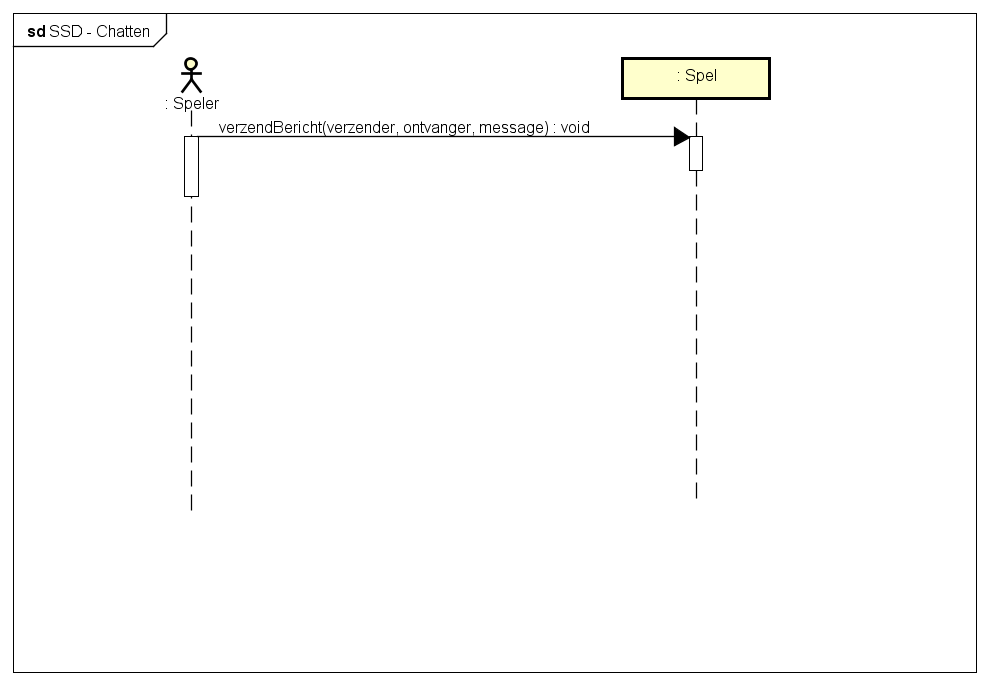 sd SSD - Chatten
: Speler
: Spel
verzendBericht(verzender, ontvanger, message) : void